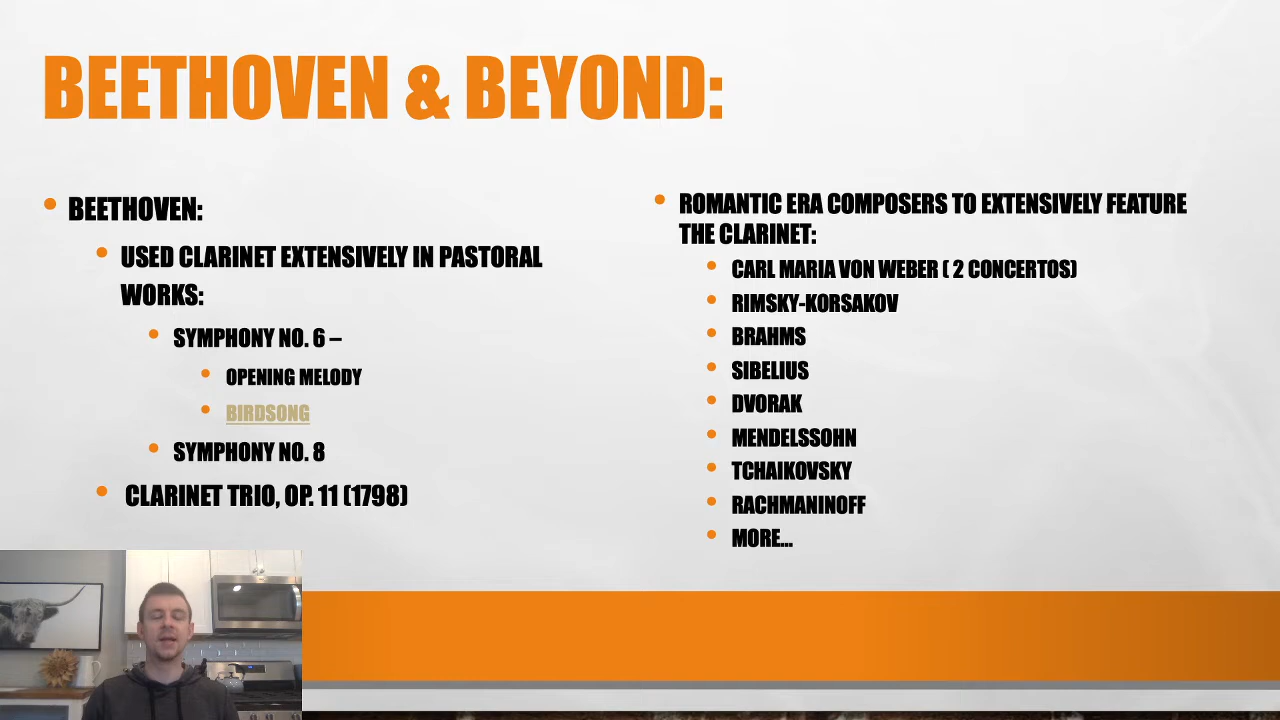 BEETHOVEN & BEYOND:
BEETHOVEN:
USED CLARINET EXTENSIVELY IN PASTORAL
WORKS:
SYMPHONY NO. 6 –
OPENING MELODY
BIRDSONG
SYMPHONY NO. 8
CLARINET TRIO, OP. 11 (1798)
ROMANTIC ERA COMPOSERS TO EXTENSIVELY FEATURE
THE CLARINET:
CARL MARIA VON WEBER ( 2 CONCERTOS)
RIMSKY-KORSAKOV
BRAHMS
SIBELIUS
DVORAK
MENDELSSOHN
TCHAIKOVSKY
RACHMANINOFF
MORE...